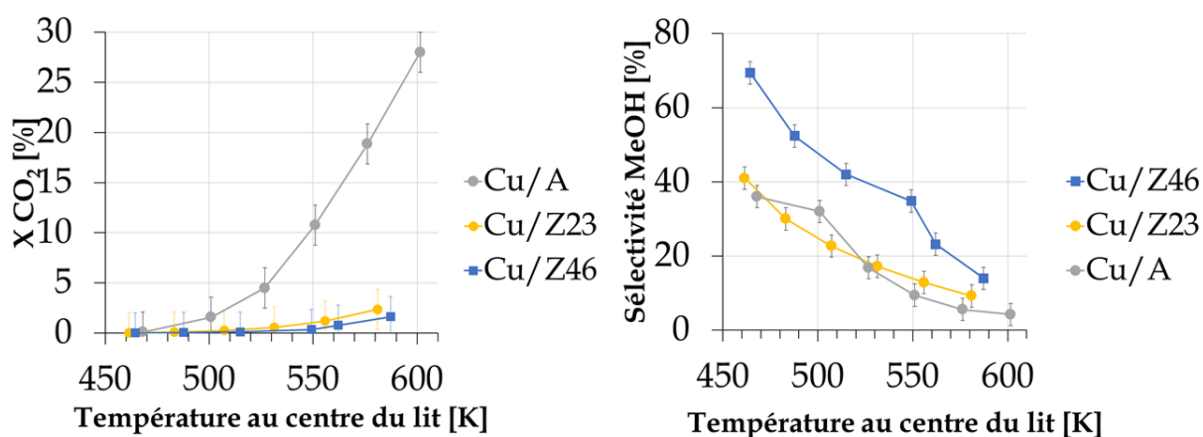 X CO₂ [%]
30
25
20
15
10
5
0
450
500
550
600
Température au centre du lit [K]
Cu/A
Cu/Z23
Cu/Z46
Sélectivité MeOH [%]
80
60
40
20
0
450
500
550
600
Température au centre du lit [K]
Cu/Z46
Cu/Z23
Cu/A